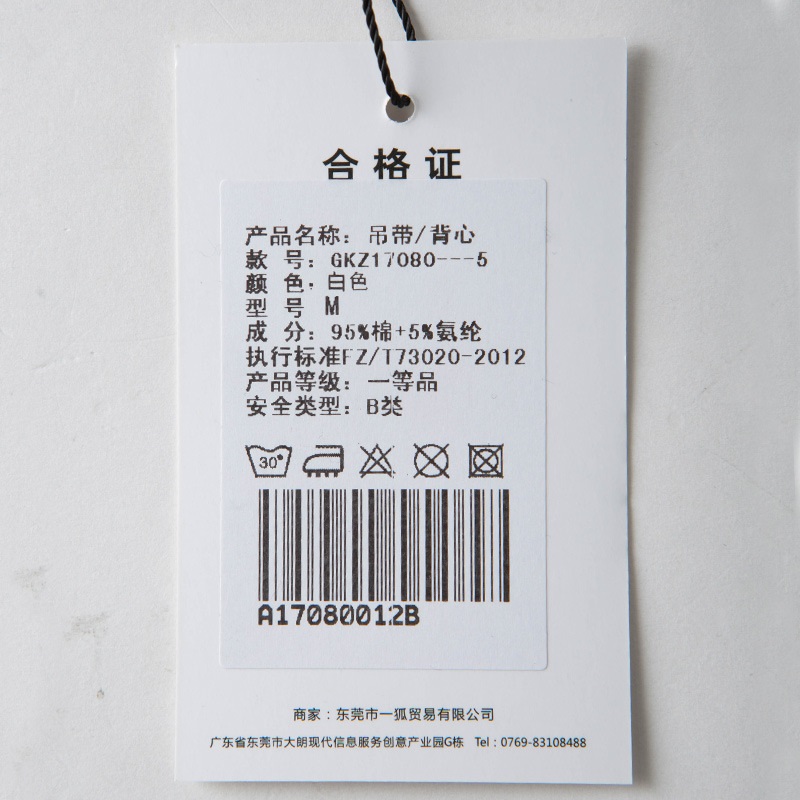 合格证
产品名称：吊带/背心
款 号：GKZ17080---5
颜 色：白色
型 号 M
成 分：95%棉+5%氨纶
执行标准FZ/T73020-2012
产品等级：一等品
安全类型：B类
30°
A17080012B
商家：东莞市一狐贸易有限公司
广东省东莞市大朗现代信息服务创意产业园G栋 Tel：0769-83108488